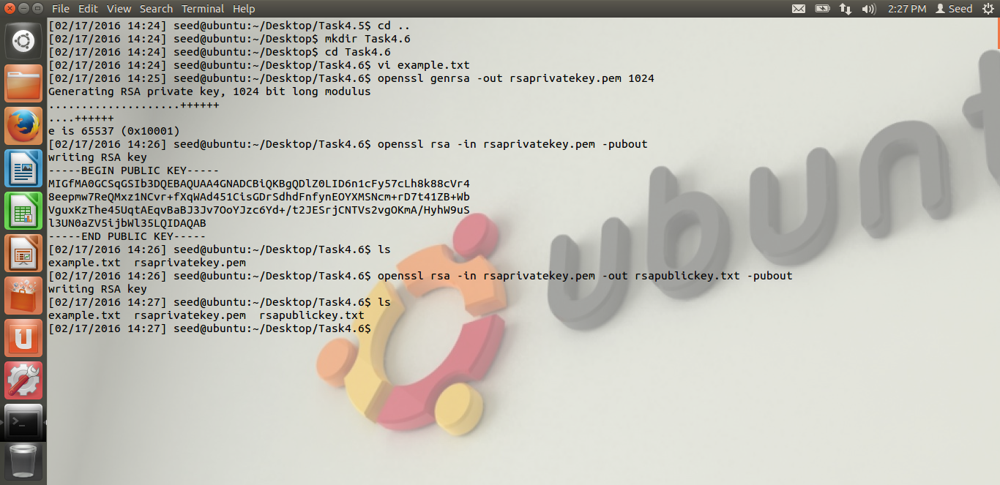 File Edit View Search Terminal Help
2:27 PM Seed
[02/17/2016 14:24] seed@ubuntu:~/Desktop/Task4.5$ cd ..
[02/17/2016 14:24] seed@ubuntu:~/Desktop$ mkdir Task4.6
[02/17/2016 14:24] seed@ubuntu:~/Desktop$ cd Task4.6
[02/17/2016 14:24] seed@ubuntu:~/Desktop/Task4.6$ vi example.txt
[02/17/2016 14:25] seed@ubuntu:~/Desktop/Task4.6$ openssl genrsa -out rsaprivatekey.pem 1024
Generating RSA private key, 1024 bit long modulus
....................++++++
....++++++
e is 65537 (0x10001)
[02/17/2016 14:26] seed@ubuntu:~/Desktop/Task4.6$ openssl rsa -in rsaprivatekey.pem -pubout
writing RSA key
-----BEGIN PUBLIC KEY-----
MIGfMA0GCSqGSIb3DQEBAQUAA4GNADCBiQKBgQDlZ0LID6n1cFy57cLh8k88cVr4
8eepmw7ReQMxz1NCvr+fXqWAd451CisGDrSdhdFnfynEOYXMSNcm+rD7t41ZB+Wb
VguxKzThe45UqtAEqvBaBJ3Jv7OoYJzc6Yd+/t2JESrjCNTVs2vgOKmA/HyhW9uS
l3UN0aZV5ijbWl35LQIDAQAB
-----END PUBLIC KEY-----
[02/17/2016 14:26] seed@ubuntu:~/Desktop/Task4.6$ ls
example.txt  rsaprivatekey.pem
[02/17/2016 14:26] seed@ubuntu:~/Desktop/Task4.6$ openssl rsa -in rsaprivatekey.pem -out rsapublickey.txt -pubout
writing RSA key
[02/17/2016 14:27] seed@ubuntu:~/Desktop/Task4.6$ ls
example.txt  rsaprivatekey.pem  rsapublickey.txt
[02/17/2016 14:27] seed@ubuntu:~/Desktop/Task4.6$
ubunt